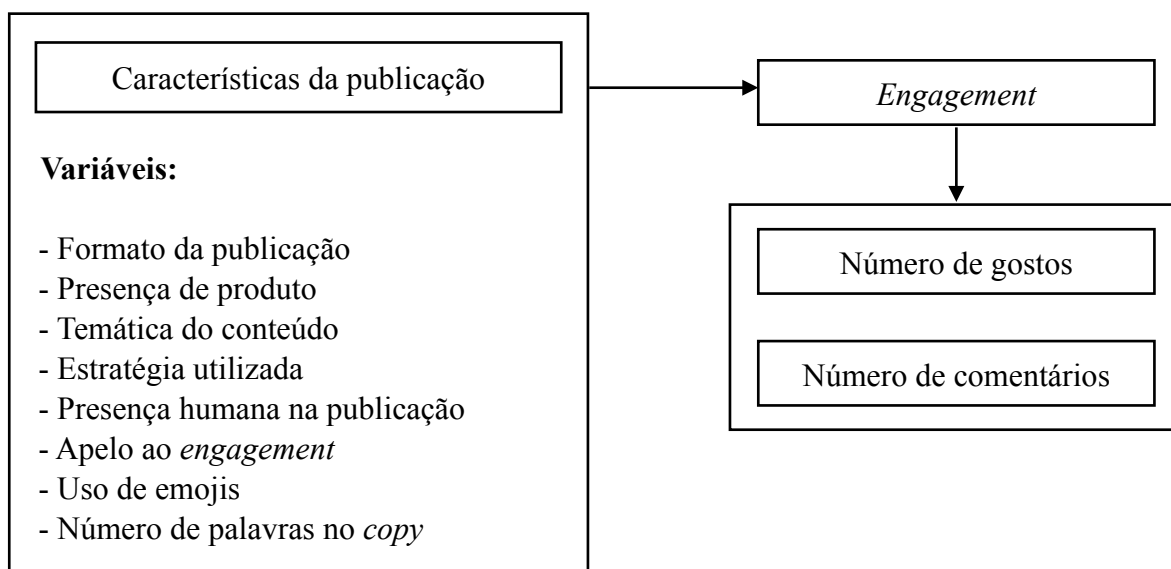 Características da publicação
Variáveis:
- Formato da publicação
- Presença de produto
- Temática do conteúdo
- Estratégia utilizada
- Presença humana na publicação
- Apelo ao engagement
- Uso de emojis
- Número de palavras no copy
Engagement
Número de gostos
Número de comentários